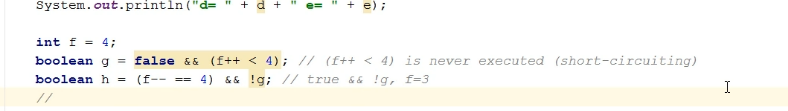 System.out.println("d= " + d + " e= " + e);
int f = 4;
boolean g = false && (f++ < 4); // (f++ < 4) is never executed (short-circuiting)
boolean h = (f-- == 4) && !g; // true && !g, f=3
//